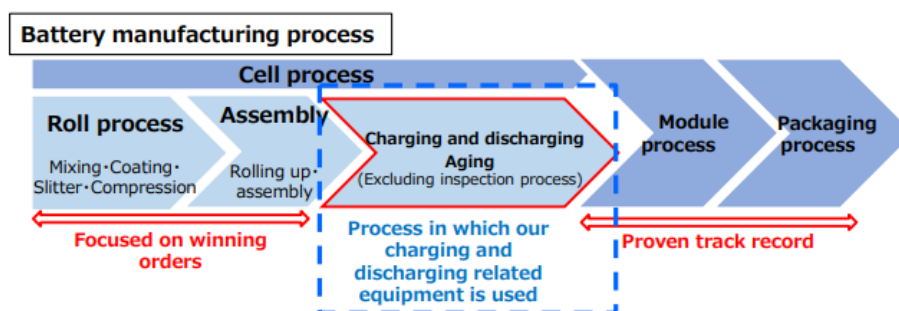 Battery manufacturing process
Cell process
Roll process
Mixing・Coating・
Slitter・Compression
Assembly
Rolling up・
assembly
Charging and discharging
Aging
(Excluding inspection process)
Module
process
Packaging
process
Focused on winning
orders
Process in which our
charging and
discharging related
equipment is used
Proven track record